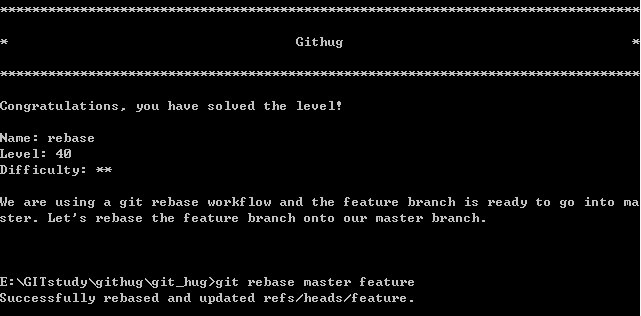 ********************************************************************************
* Githug *
********************************************************************************
Congratulations, you have solved the level!
Name: rebase
Level: 40
Difficulty: **
We are using a git rebase workflow and the feature branch is ready to go into ma
ster. Let's rebase the feature branch onto our master branch.
E:\GITstudy\githug\git_hug>git rebase master feature
Successfully rebased and updated refs/heads/feature.